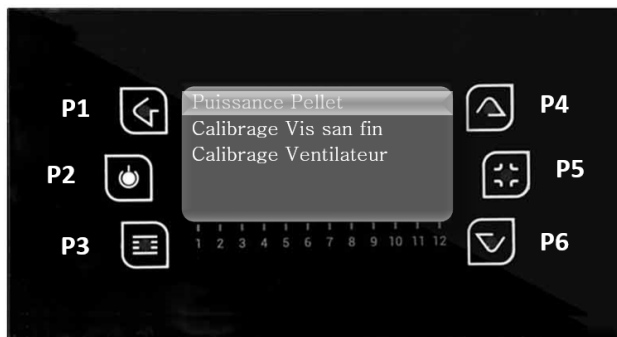 P1
P2
P3
Puissance Pellet
Calibrage Vis san fin
Calibrage Ventilateur
1 2 3 4 5 6 7 8 9 10 11 12
P4
P5
P6